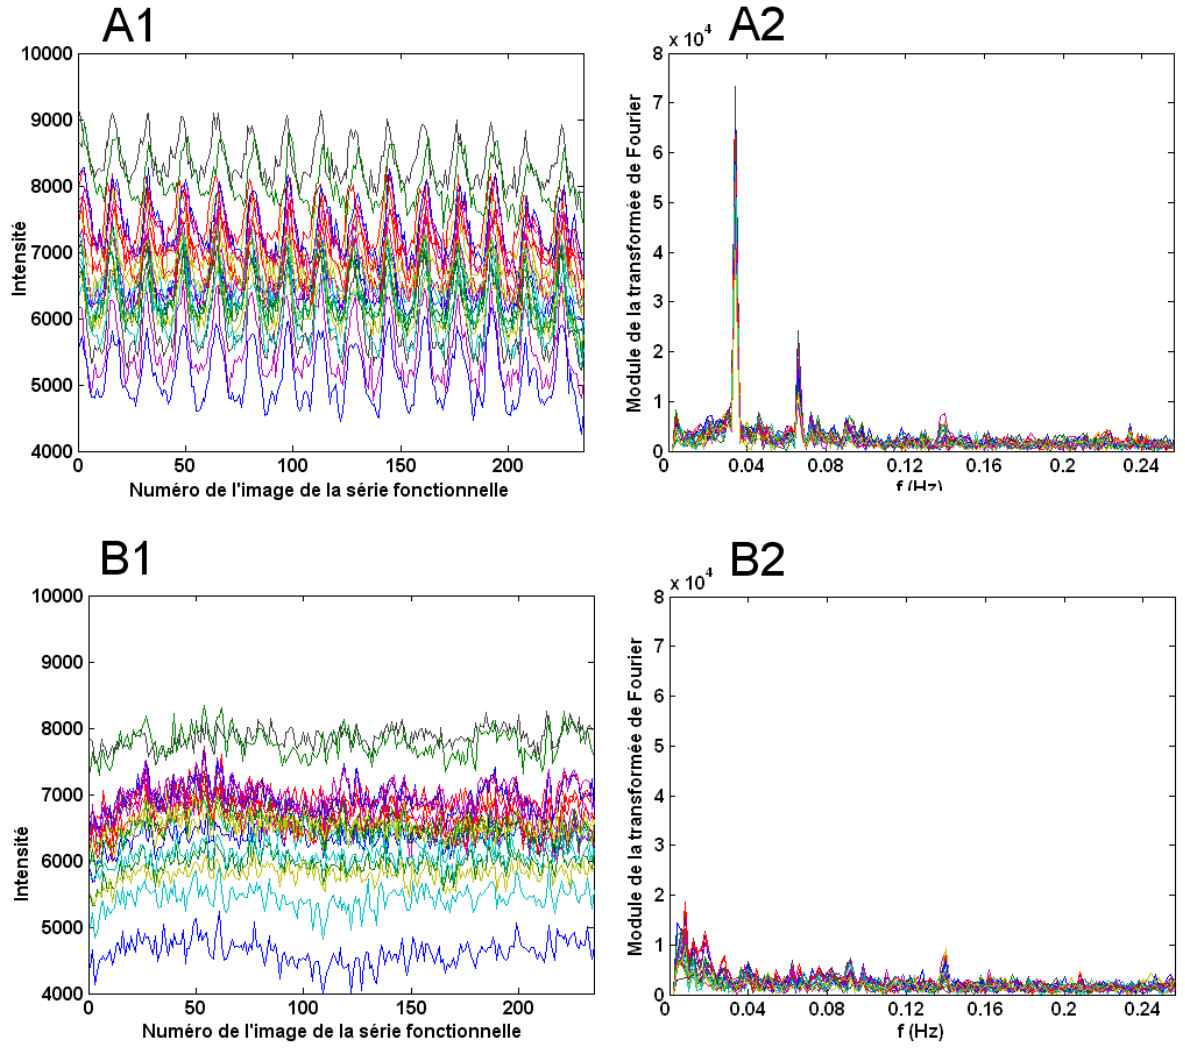 A1
10000
9000
8000
7000
6000
5000
4000
Intensité
0 50 100 150 200
Numéro de l'image de la série fonctionnelle
A2
x 10⁴
8
7
6
5
4
3
2
1
0
Module de la transformée de Fourier
0.04 0.08 0.12 0.16 0.2 0.24
f (Hz)
B1
10000
9000
8000
7000
6000
5000
4000
Intensité
0 50 100 150 200
Numéro de l'image de la série fonctionnelle
B2
x 10⁴
8
7
6
5
4
3
2
1
0
Module de la transformée de Fourier
0 0.04 0.08 0.12 0.16 0.2 0.24
f (Hz)